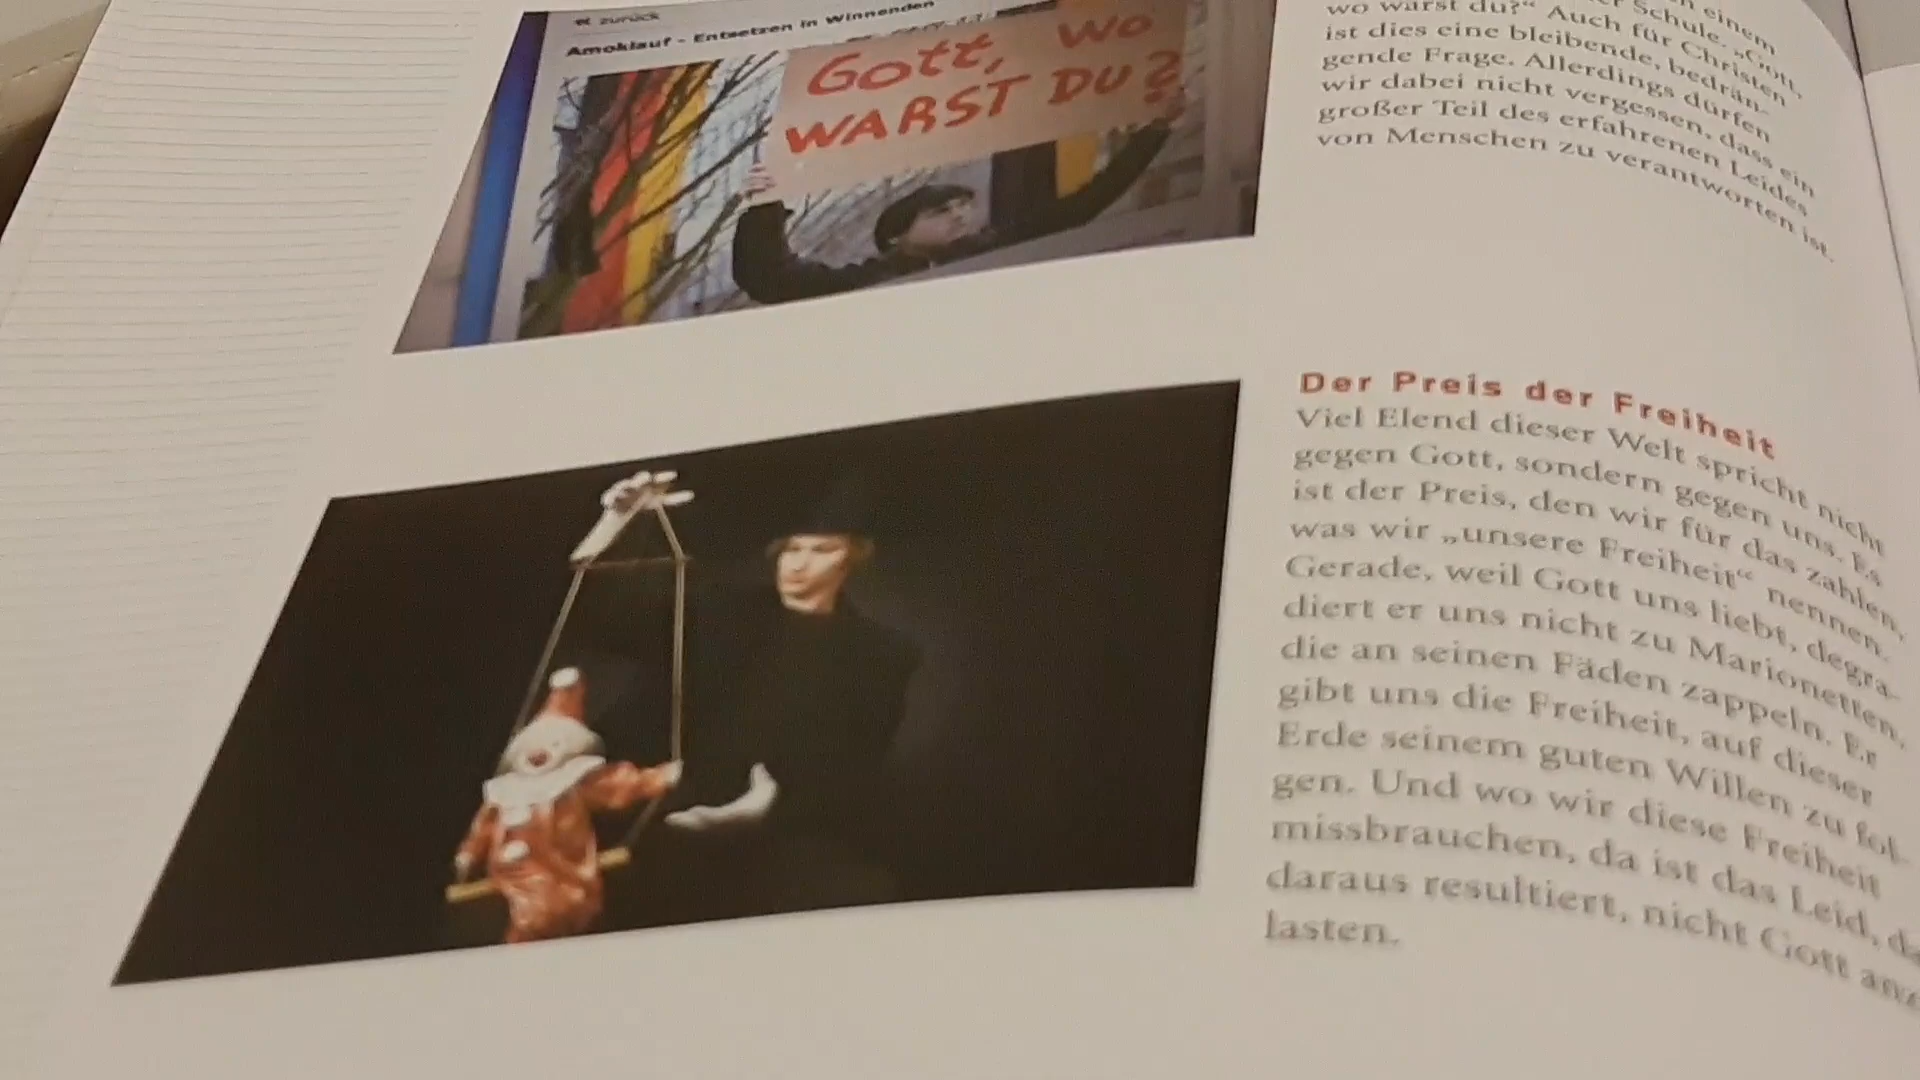 zurück
Amoklauf - Entsetzen in Winnenden
Gott, wo
WARST DU?
einem
Schule. „Gott,
wo warst du?“ Auch für Christen
ist dies eine bleibende, bedrän-
gende Frage. Allerdings dürfen
wir dabei nicht vergessen, dass ein
großer Teil des erfahrenen Leides
von Menschen zu verantworten ist.
Der Preis der Freiheit
Viel Elend dieser Welt spricht nicht
gegen Gott, sondern gegen uns. Es
ist der Preis, den wir für das zahlen,
was wir „unsere Freiheit“ nennen.
Gerade, weil Gott uns liebt, degra-
diert er uns nicht zu Marionetten,
die an seinen Fäden zappeln. Er
gibt uns die Freiheit, auf dieser
Erde seinem guten Willen zu fol-
gen. Und wo wir diese Freiheit
missbrauchen, da ist das Leid, da
daraus resultiert, nicht Gott anz
lasten.